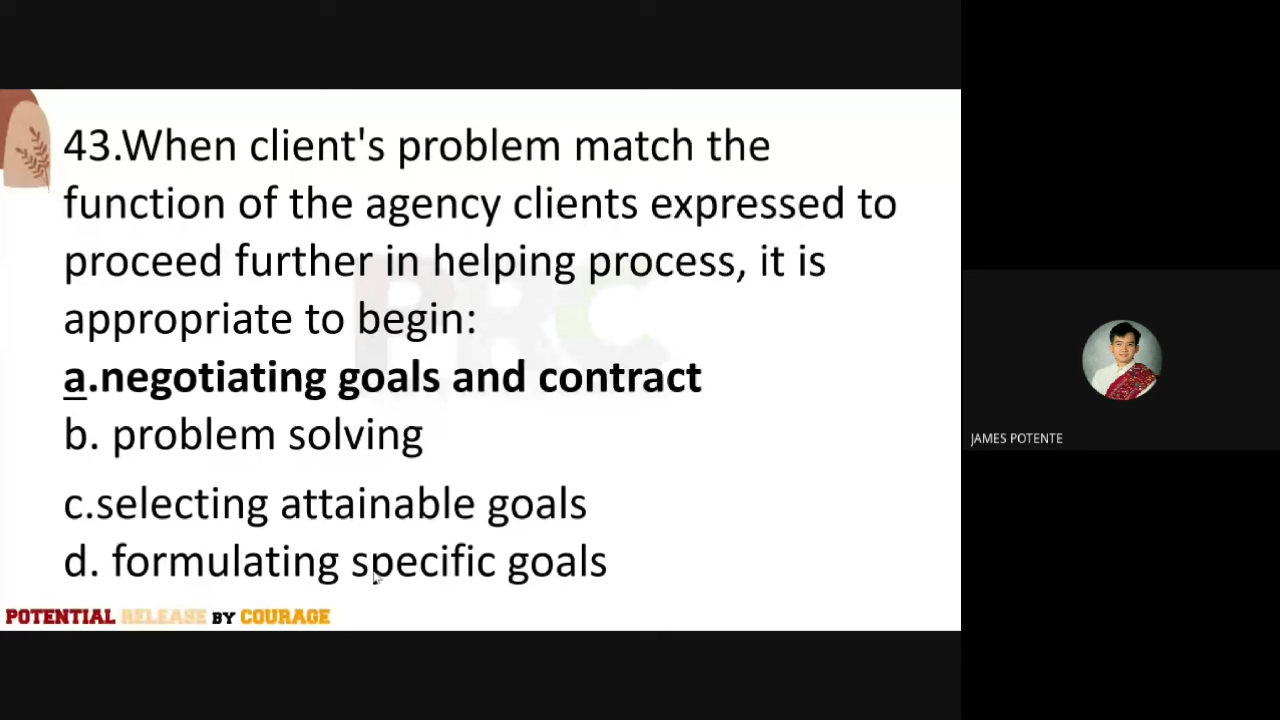 43.When client's problem match the
function of the agency clients expressed to
proceed further in helping process, it is
appropriate to begin:
a.negotiating goals and contract
b. problem solving
c.selecting attainable goals
d. formulating specific goals
POTENTIAL RELEASE BY COURAGE
JAMES POTENTE
PRC